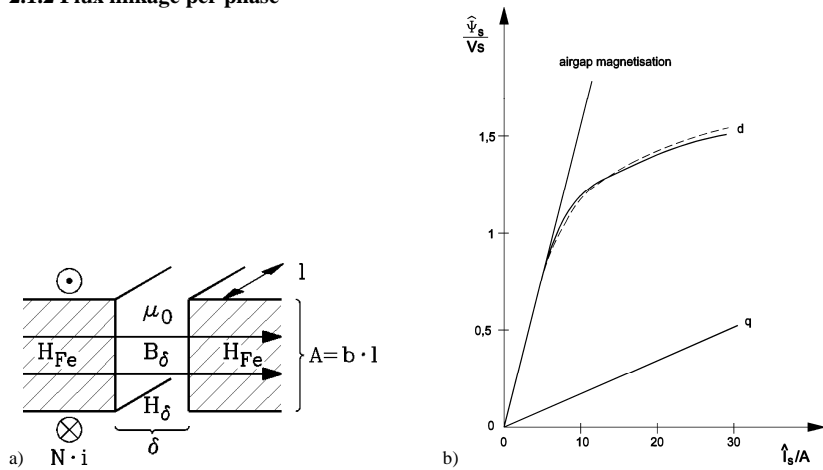 2.1.2 Flux linkage per phase
l
μ0
HFe
Bδ
HFe
A=b·l
Hδ
δ
a)
N·i
Ψ̂s
Vs
airgap magnetisation
1,5
d
1
0,5
q
0
0
10
20
30
b)
Îs/A